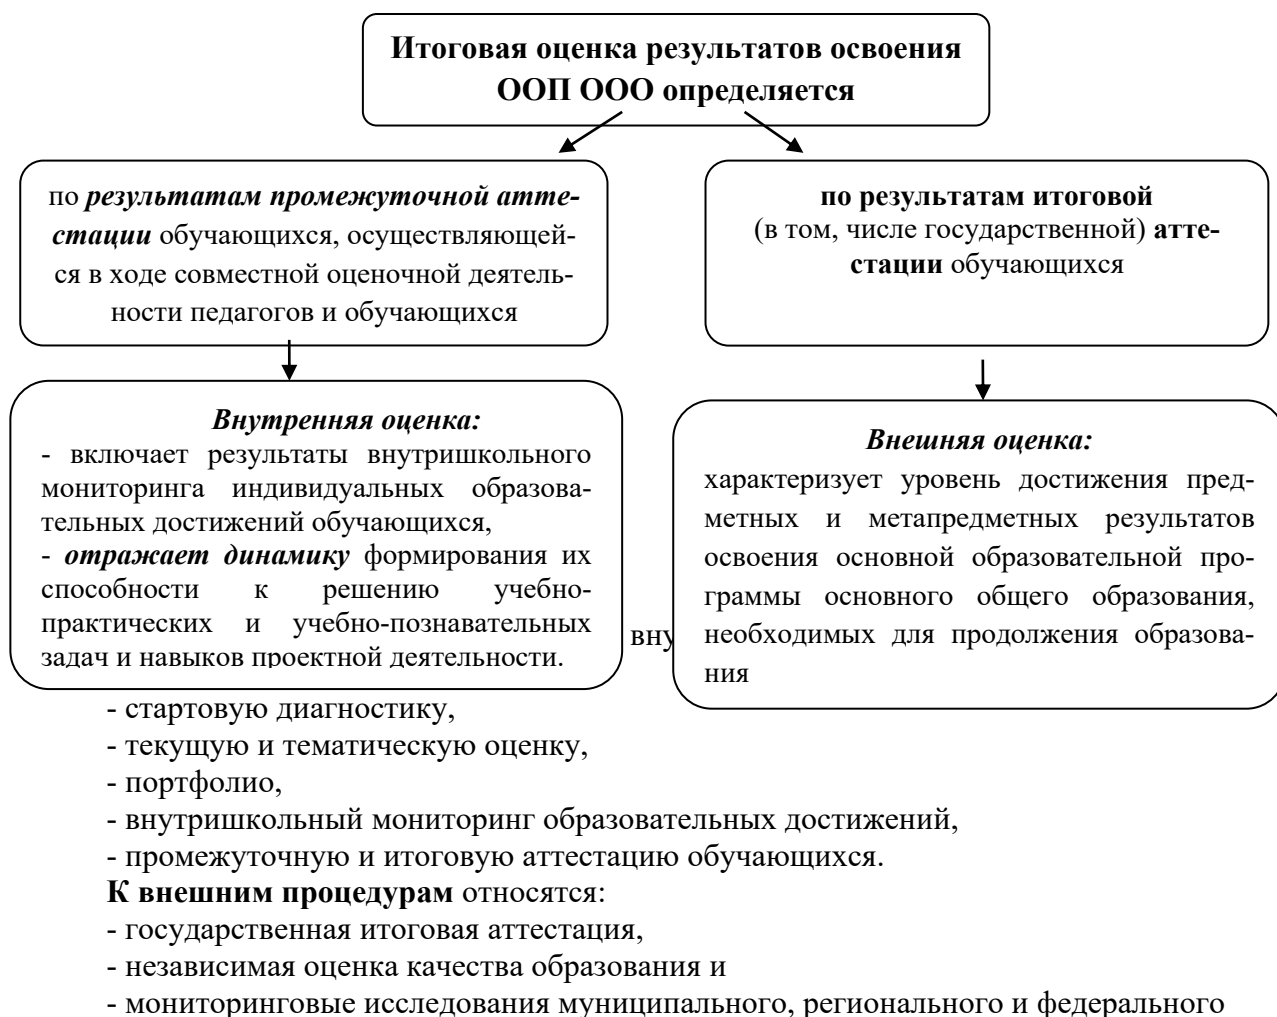 Итоговая оценка результатов освоения
ООП ООО определяется
по результатам промежуточной атте-
стации обучающихся, осуществляющей-
ся в ходе совместной оценочной деятель-
ности педагогов и обучающихся
по результатам итоговой
(в том, числе государственной) атте-
стации обучающихся
Внутренняя оценка:
- включает результаты внутришкольного
мониторинга индивидуальных образова-
тельных достижений обучающихся,
- отражает динамику формирования их
способности к решению учебно-
практических и учебно-познавательных
задач и навыков проектной деятельности.
Внешняя оценка:
характеризует уровень достижения пред-
метных и метапредметных результатов
освоения основной образовательной про-
граммы основного общего образования,
необходимых для продолжения образова-
ния
- стартовую диагностику,
- текущую и тематическую оценку,
- портфолио,
- внутришкольный мониторинг образовательных достижений,
- промежуточную и итоговую аттестацию обучающихся.
К внешним процедурам относятся:
- государственная итоговая аттестация,
- независимая оценка качества образования и
- мониторинговые исследования муниципального, регионального и федерального